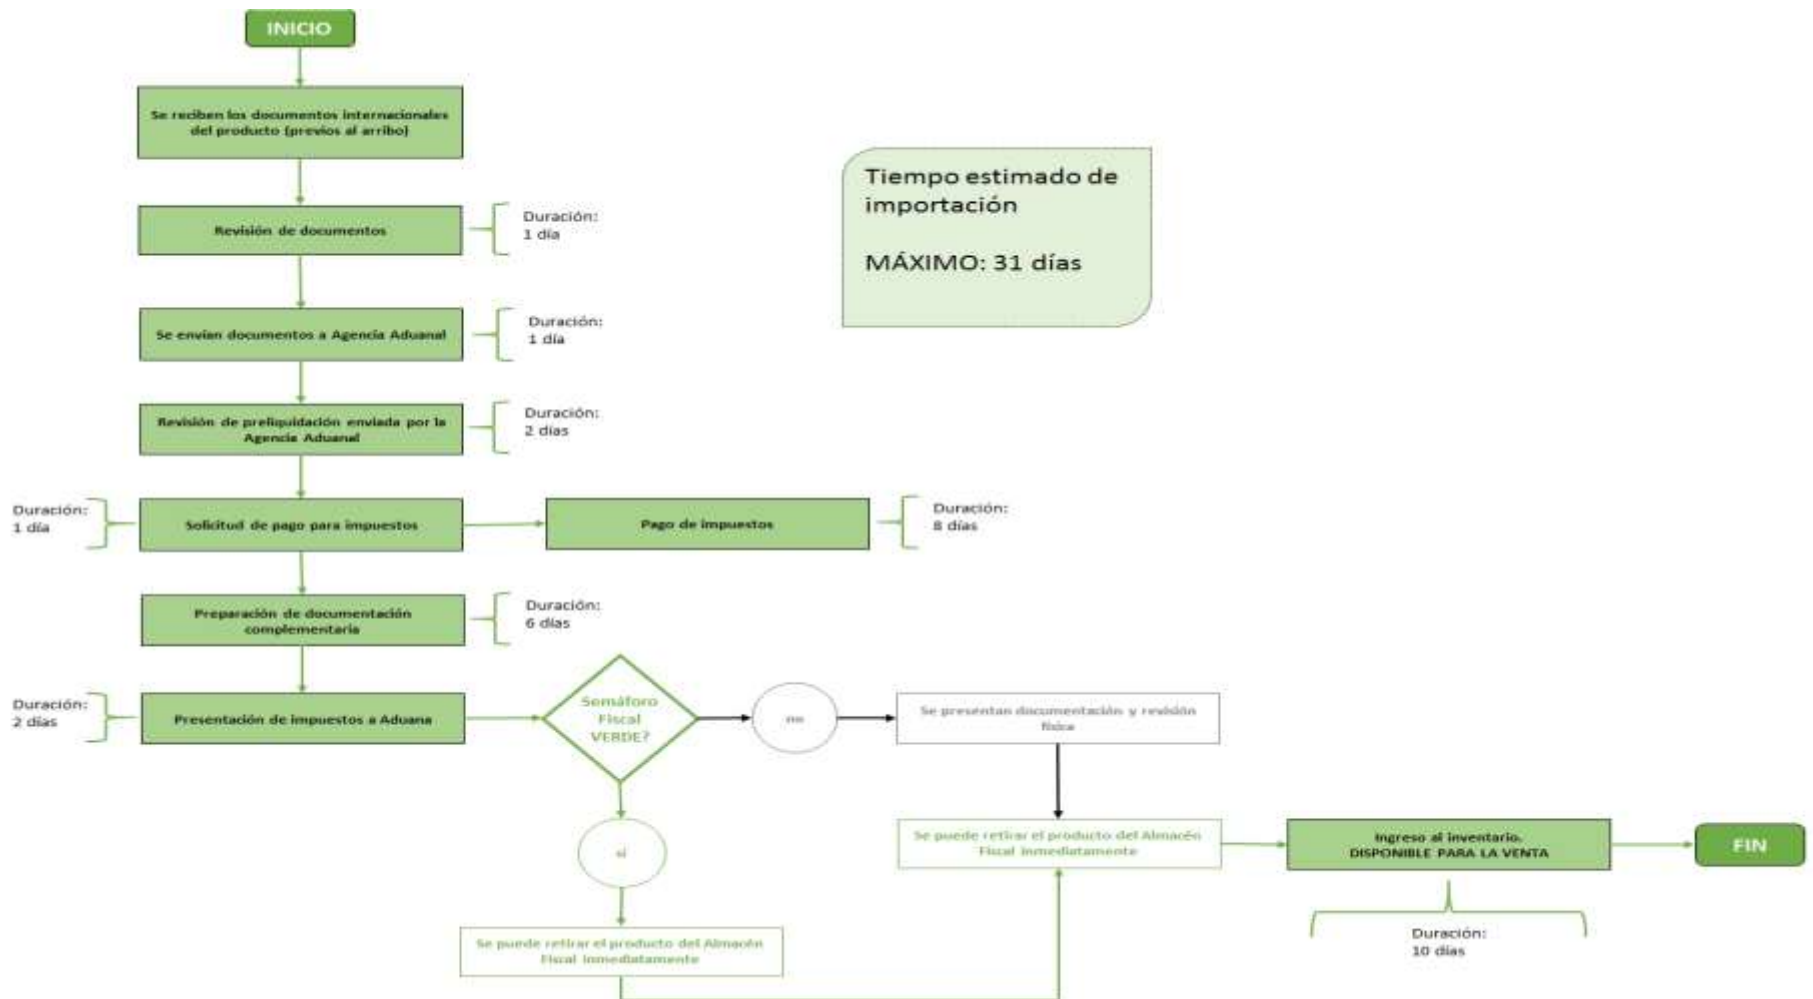 INICIO
Se reciben los documentos internacionales
del producto (previos al arribo)
Revisión de documentos
Duración:
1 día
Tiempo estimado de
importación
MÁXIMO: 31 días
Se envían documentos a Agencia Aduanal
Duración:
1 día
Revisión de preliquidación enviada por la
Agencia Aduanal
Duración:
2 días
Duración:
1 día
Solicitud de pago para impuestos
Pago de impuestos
Duración:
8 días
Preparación de documentación
complementaria
Duración:
6 días
Duración:
2 días
Presentación de impuestos a Aduana
Semáforo
Fiscal
VERDE?
no
Se presentan documentación y revisión
física
si
Se puede retirar el producto del Almacén
Fiscal inmediatamente
Ingreso al inventario.
DISPONIBLE PARA LA VENTA
FIN
Duración:
10 días
Se puede retirar el producto del Almacén
Fiscal inmediatamente